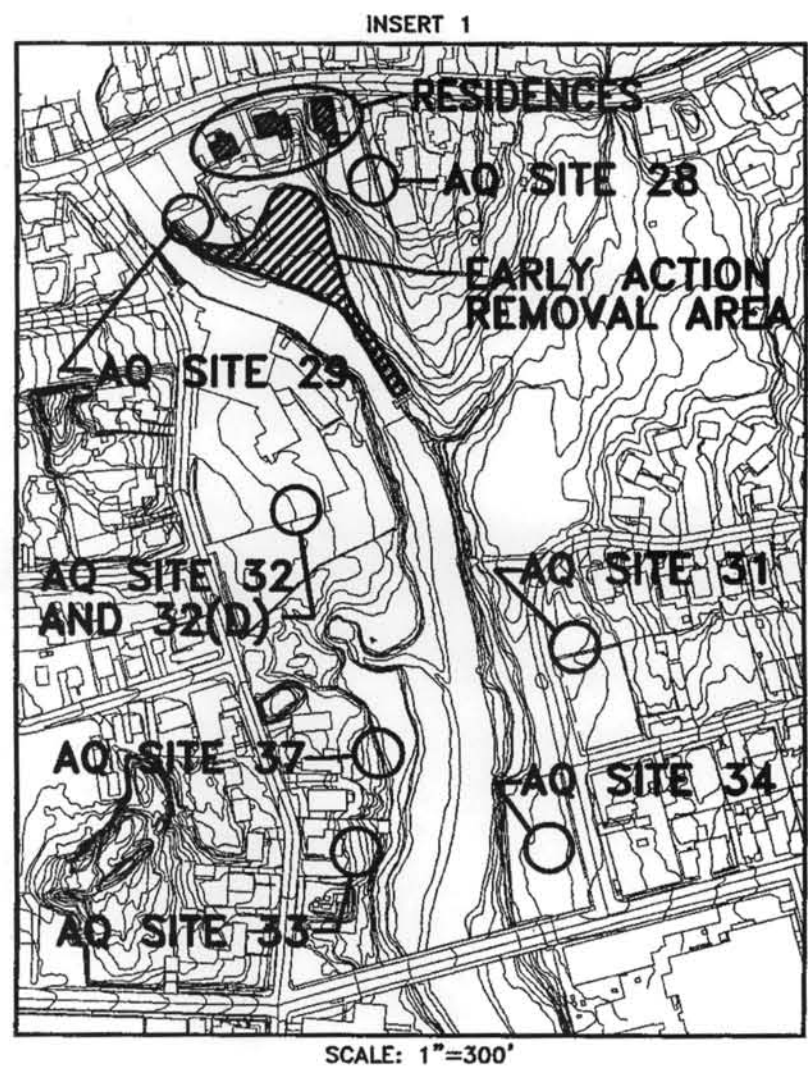 INSERT 1
RESIDENCES
AQ SITE 28
EARLY ACTION
REMOVAL AREA
AQ SITE 29
AQ SITE 32
AND 32(D)
AQ SITE 31
AQ SITE 37
AQ SITE 34
AQ SITE 33
SCALE: 1"=300'